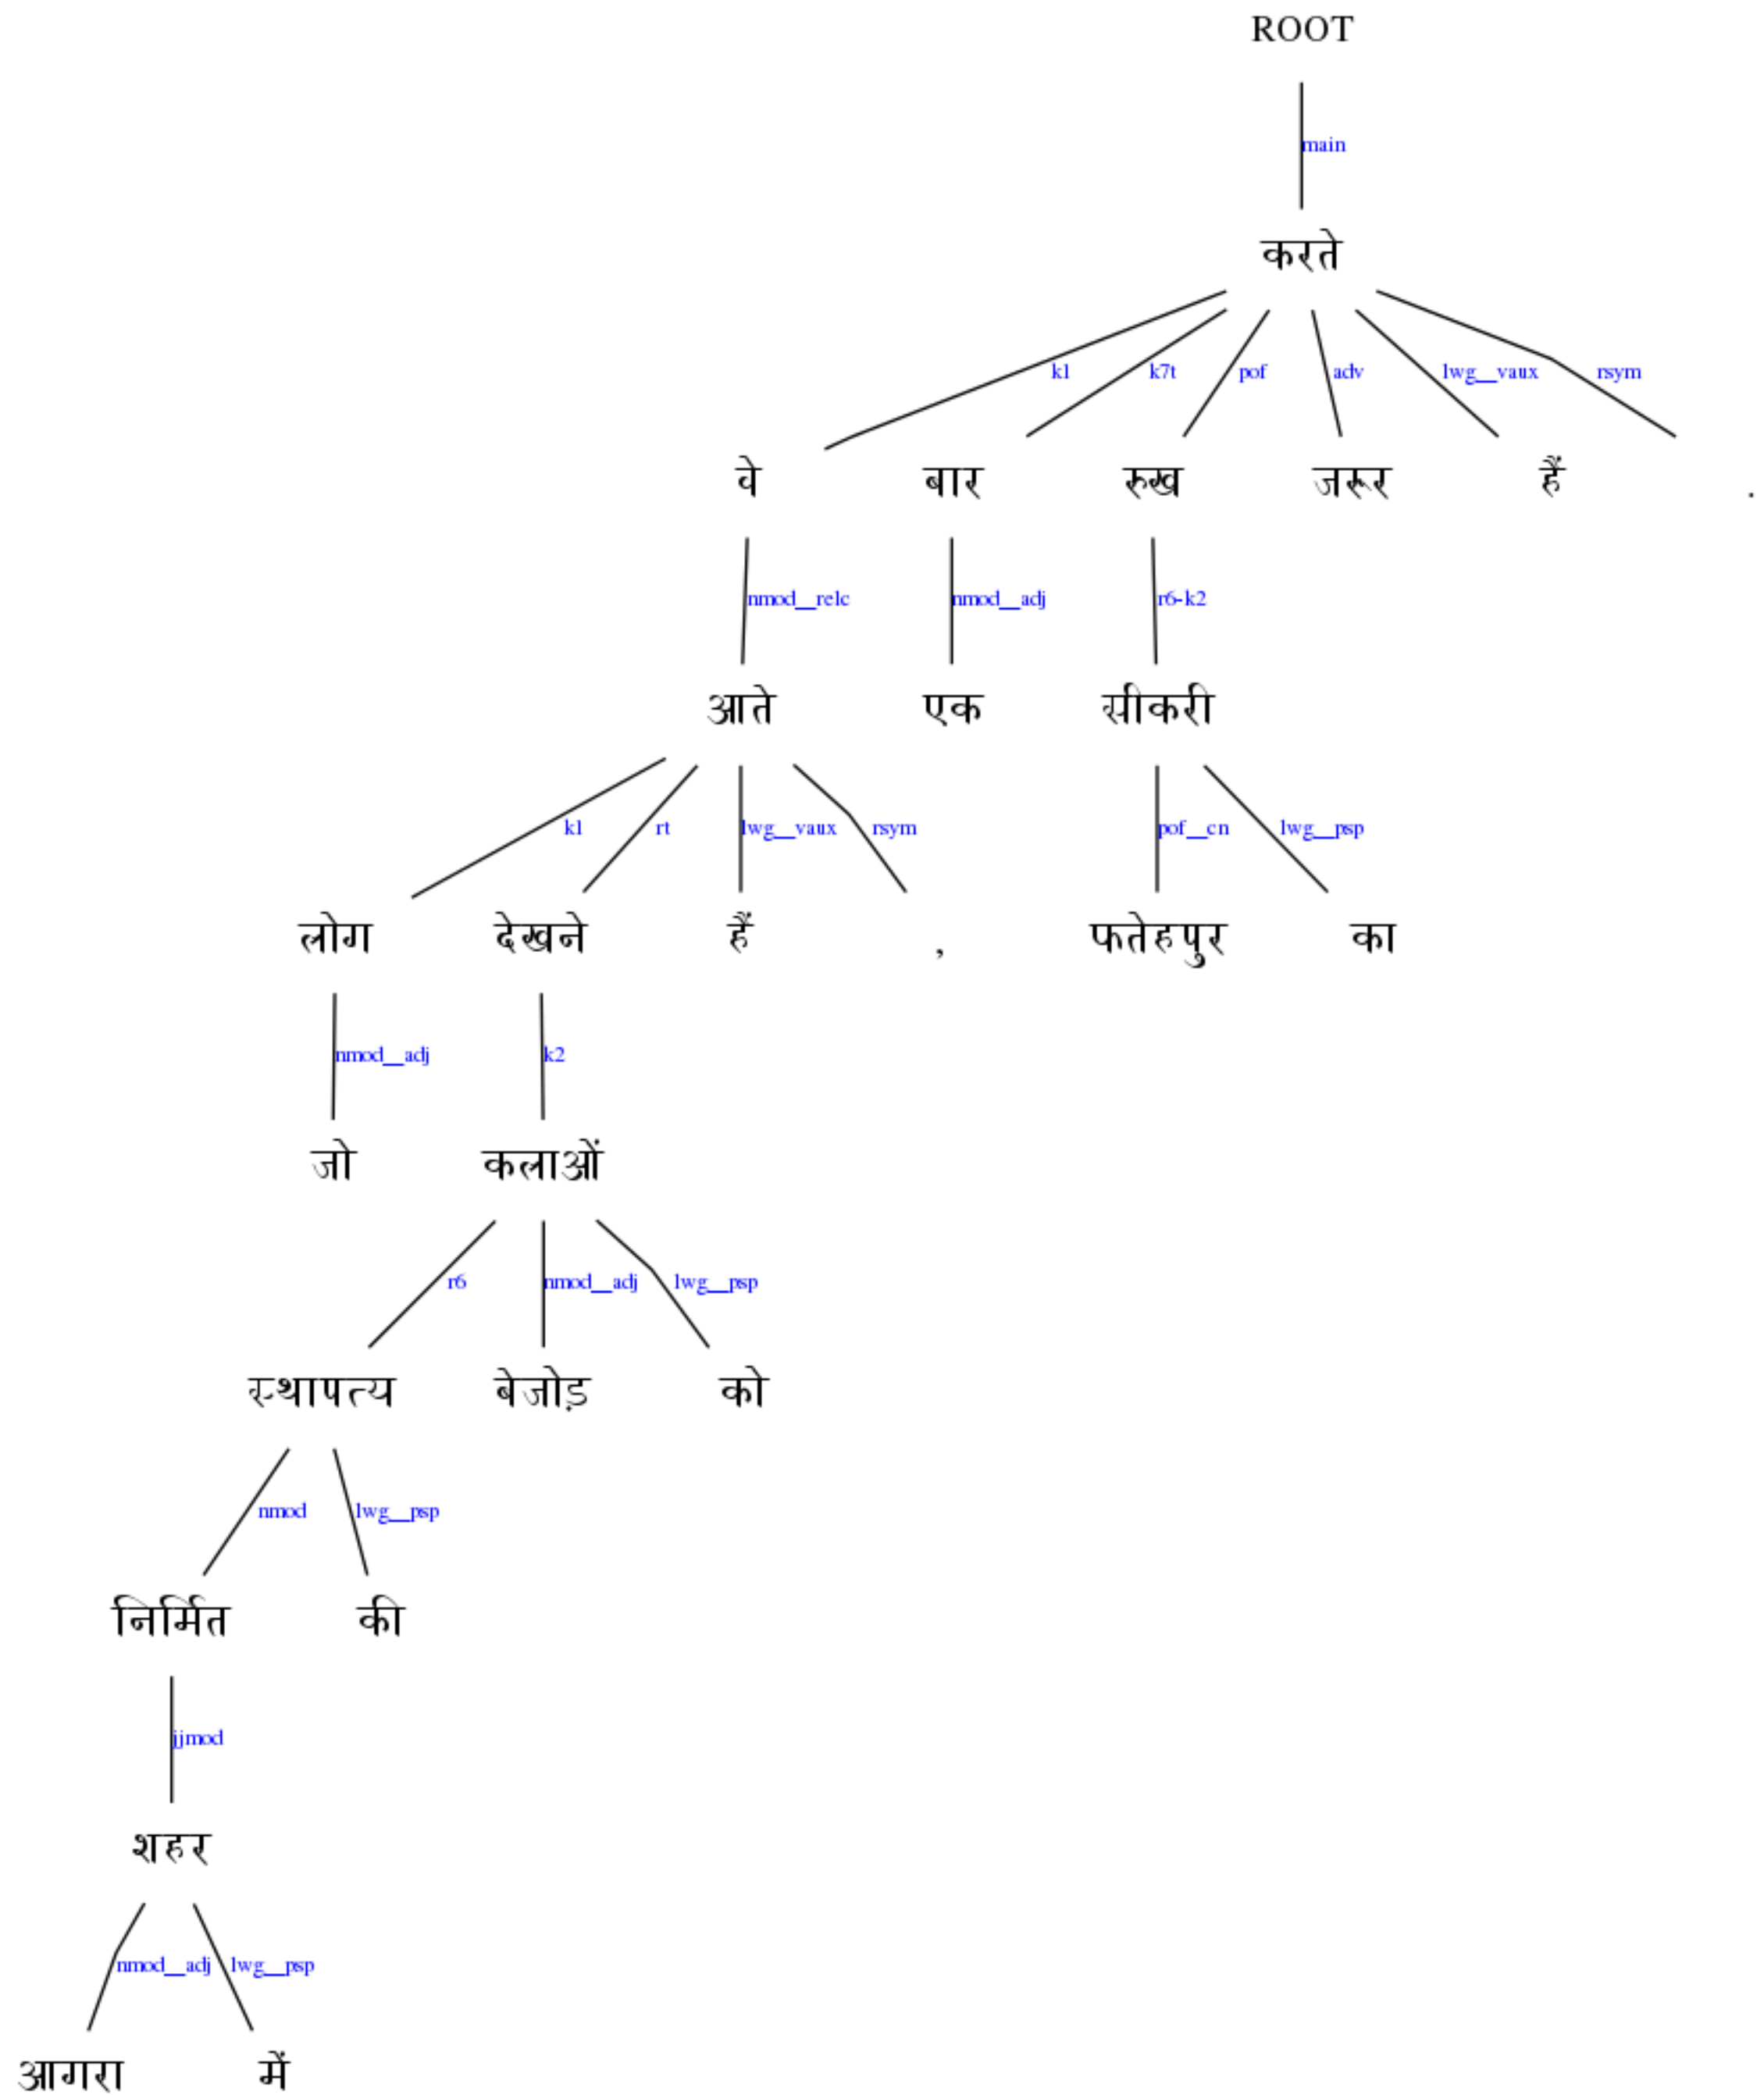 ROOT
main
करते
k1 k7t pof adv lwg__vaux rsym
वे बार रुख जरूर हैं .
nmod__relc nmod__adj r6-k2
आते एक सीकरी
k1 rt lwg__vaux rsym pof__cn lwg__psp
लोग देखने हैं , फतेहपुर का
nmod__adj k2
जो कलाओं
r6 nmod__adj lwg__psp
स्थापत्य बेजोड़ को
nmod lwg__psp
निर्मित की
jjmod
शहर
nmod__adj lwg__psp
आगरा में